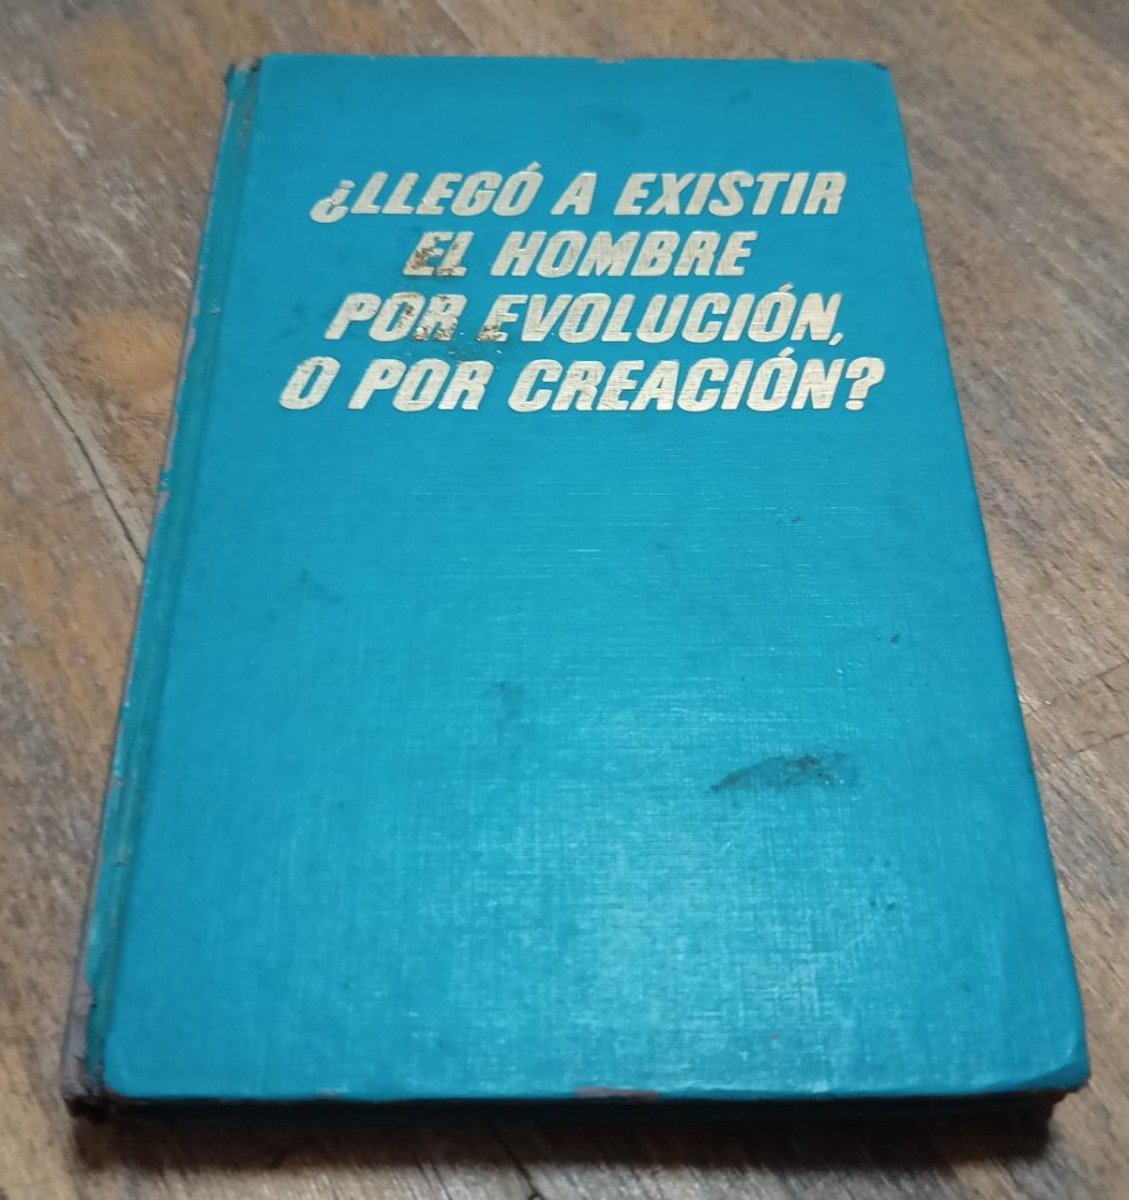 ¿LLEGÓ A EXISTIR
EL HOMBRE
POR EVOLUCIÓN,
O POR CREACIÓN?